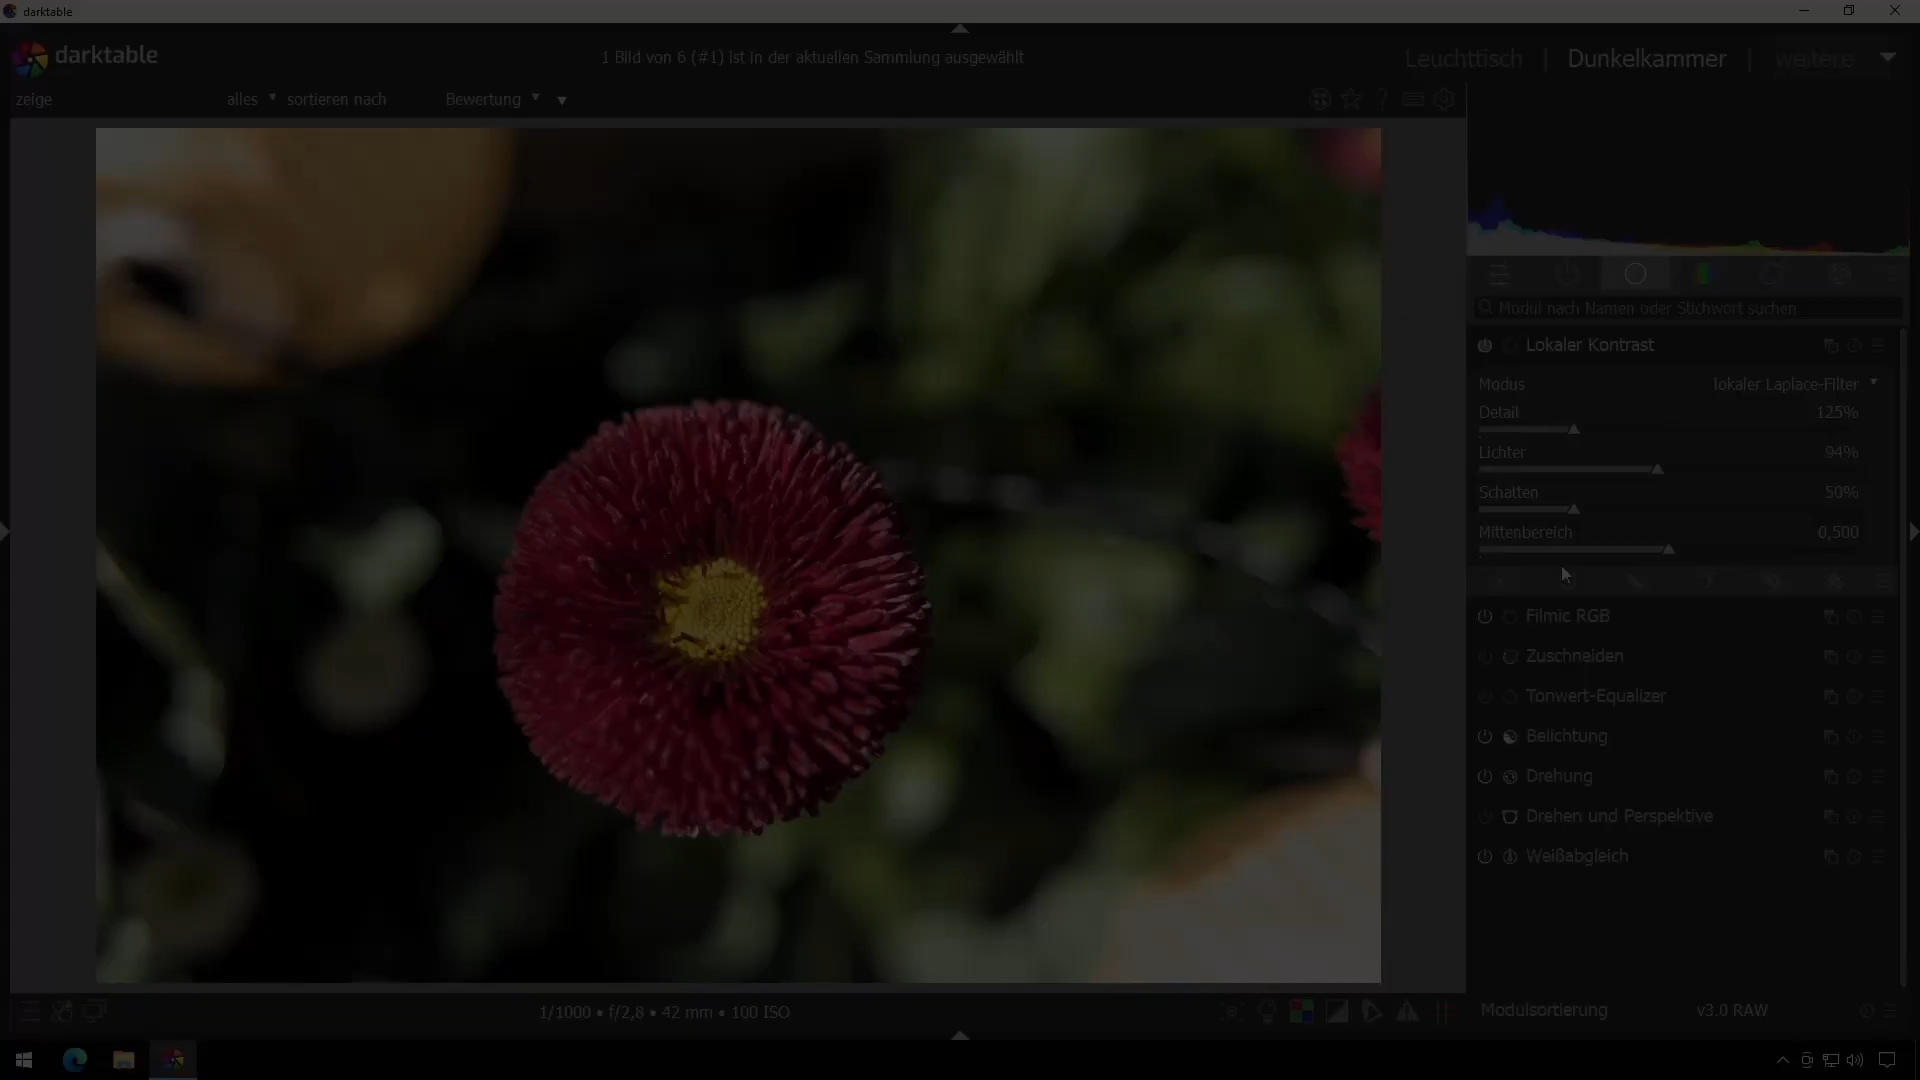 darktable
darktable
1 Bild von 6 (#1) ist in der aktuellen Sammlung ausgewählt
Leuchttisch | Dunkelkammer | weitere
zeige alles sortieren nach Bewertung
Modul nach Namen oder Stichwort suchen
Lokaler Kontrast
Modus lokaler Laplace-Filter
Detail 125%
Lichter 94%
Schatten 50%
Mittenbereich 0,500
Filmic RGB
Zuschneiden
Tonwert-Equalizer
Belichtung
Drehung
Drehen und Perspektive
Weißabgleich
1/1000 • f/2,8 • 42 mm • 100 ISO
Modulsortierung v3.0 RAW